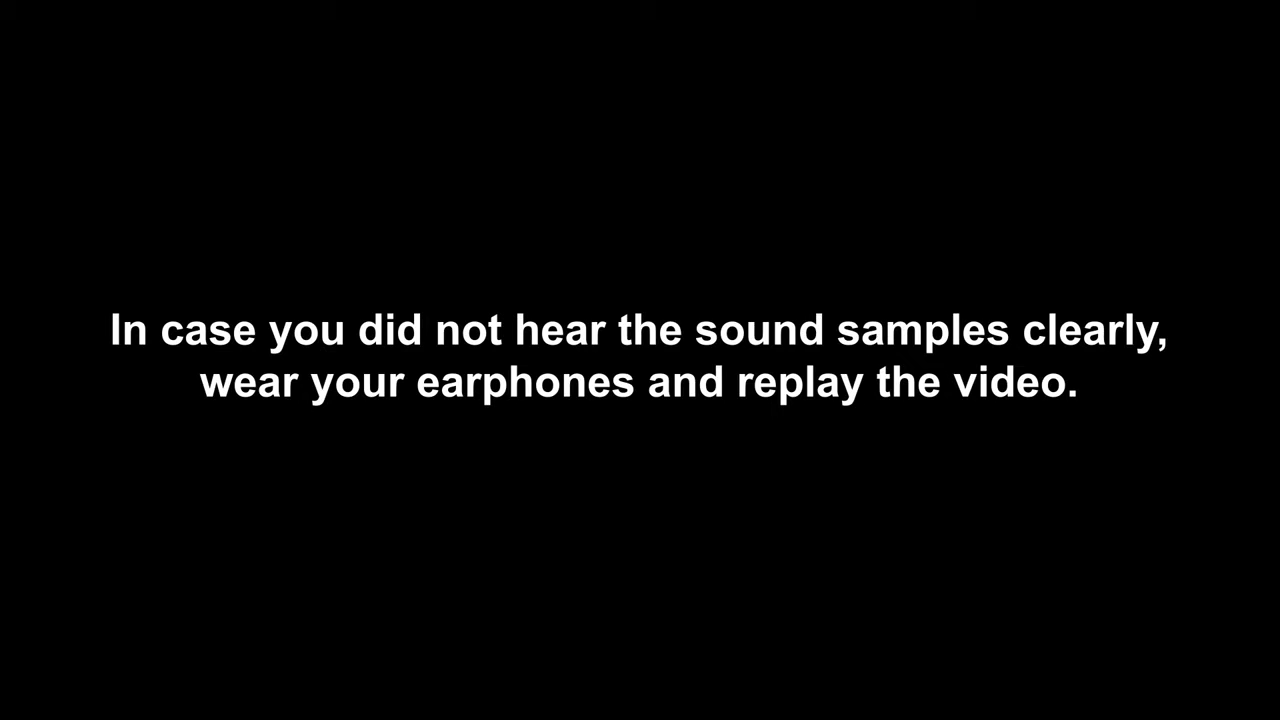 In case you did not hear the sound samples clearly,
wear your earphones and replay the video.